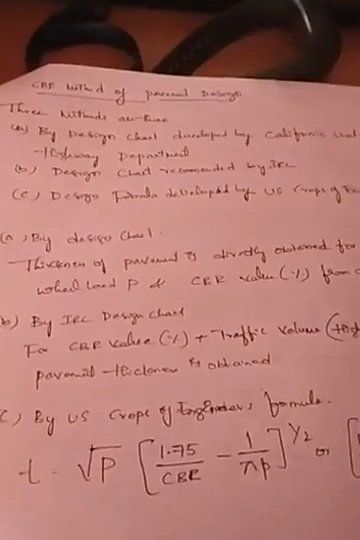 CBR Method of pavement Design
Three Methods are there
(a) By Design Chart developed by California
Highway Department
(b) Design Chart recommended by IRC
(c) Design Formula developed by US Crops of
(a) By design chart.
- Thickness of pavement is directly obtained for
wheel load P & CBR value (%) from
(b) By IRC Design chart
For CBR value (%) + Traffic volume
pavement thickness is obtained
(c) By US Crops of Engineers formula.
t = √P [1.75/CBR - 1/πp]^1/2 or [